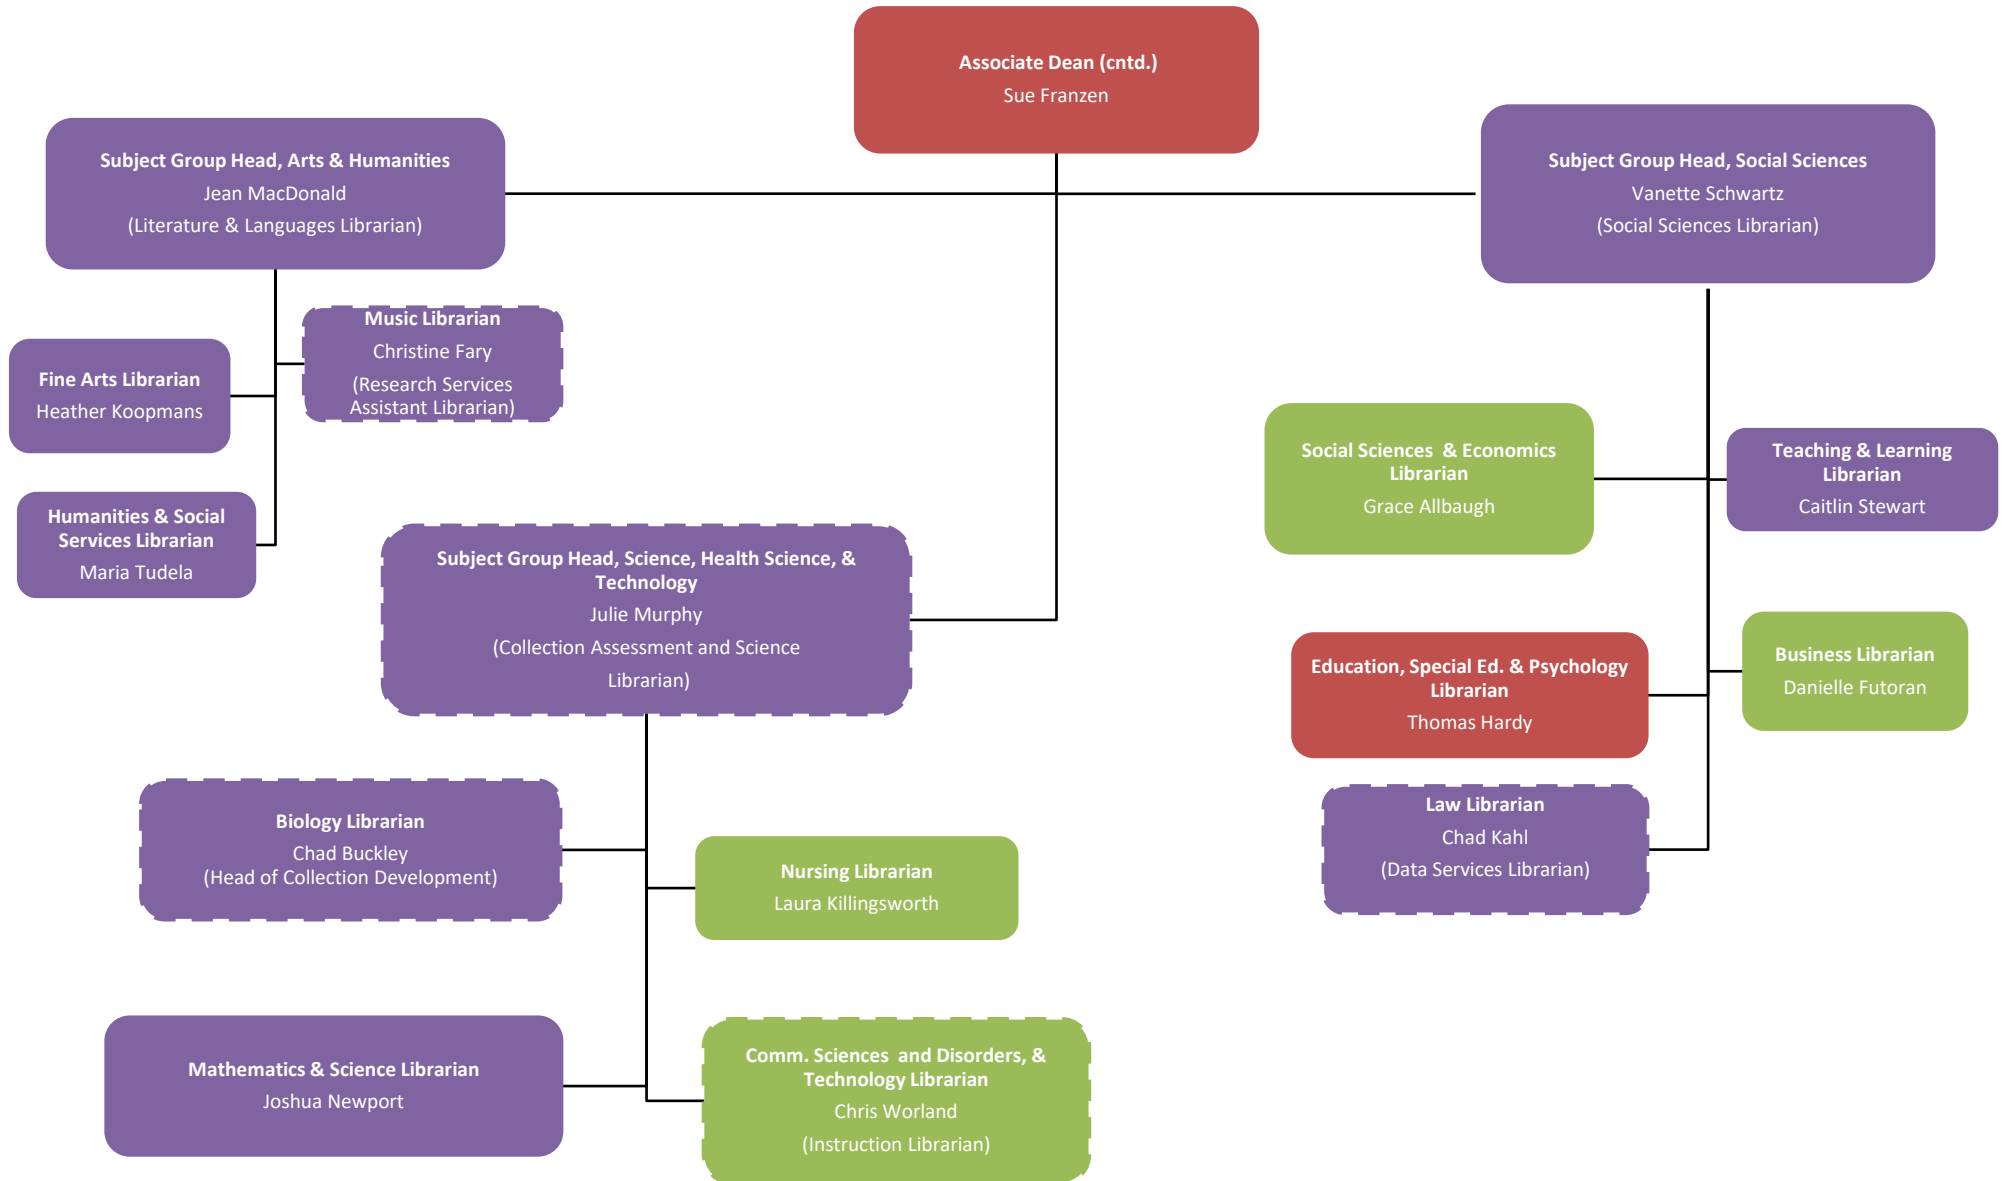 Associate Dean (cntd.)
Sue Franzen
Subject Group Head, Arts & Humanities
Jean MacDonald
(Literature & Languages Librarian)
Subject Group Head, Social Sciences
Vanette Schwartz
(Social Sciences Librarian)
Music Librarian
Christine Fary
(Research Services
Assistant Librarian)
Fine Arts Librarian
Heather Koopmans
Humanities & Social
Services Librarian
Maria Tudela
Subject Group Head, Science, Health Science, &
Technology
Julie Murphy
(Collection Assessment and Science
Librarian)
Social Sciences  & Economics
Librarian
Grace Allbaugh
Teaching & Learning
Librarian
Caitlin Stewart
Education, Special Ed. & Psychology
Librarian
Thomas Hardy
Business Librarian
Danielle Futoran
Law Librarian
Chad Kahl
(Data Services Librarian)
Biology Librarian
Chad Buckley
(Head of Collection Development)
Nursing Librarian
Laura Killingsworth
Mathematics & Science Librarian
Joshua Newport
Comm. Sciences  and Disorders, &
Technology Librarian
Chris Worland
(Instruction Librarian)